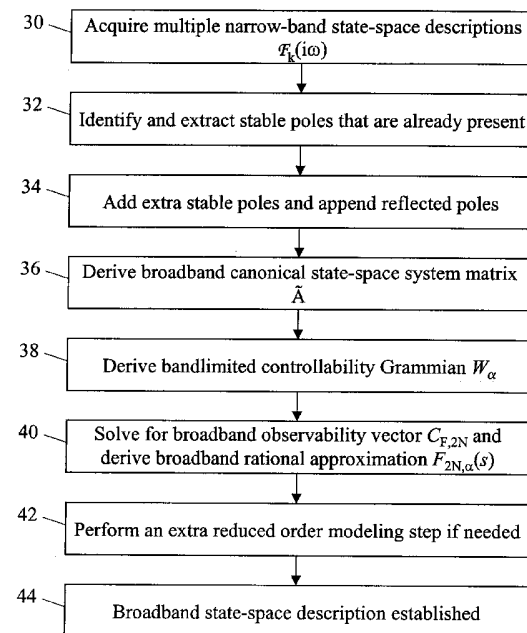 30
Acquire multiple narrow-band state-space descriptions
ℱk(iω)
32
Identify and extract stable poles that are already present
34
Add extra stable poles and append reflected poles
36
Derive broadband canonical state-space system matrix
Ã
38
Derive bandlimited controllability Grammian Wα
40
Solve for broadband observability vector CF,2N and
derive broadband rational approximation F2N,α(s)
42
Perform an extra reduced order modeling step if needed
44
Broadband state-space description established